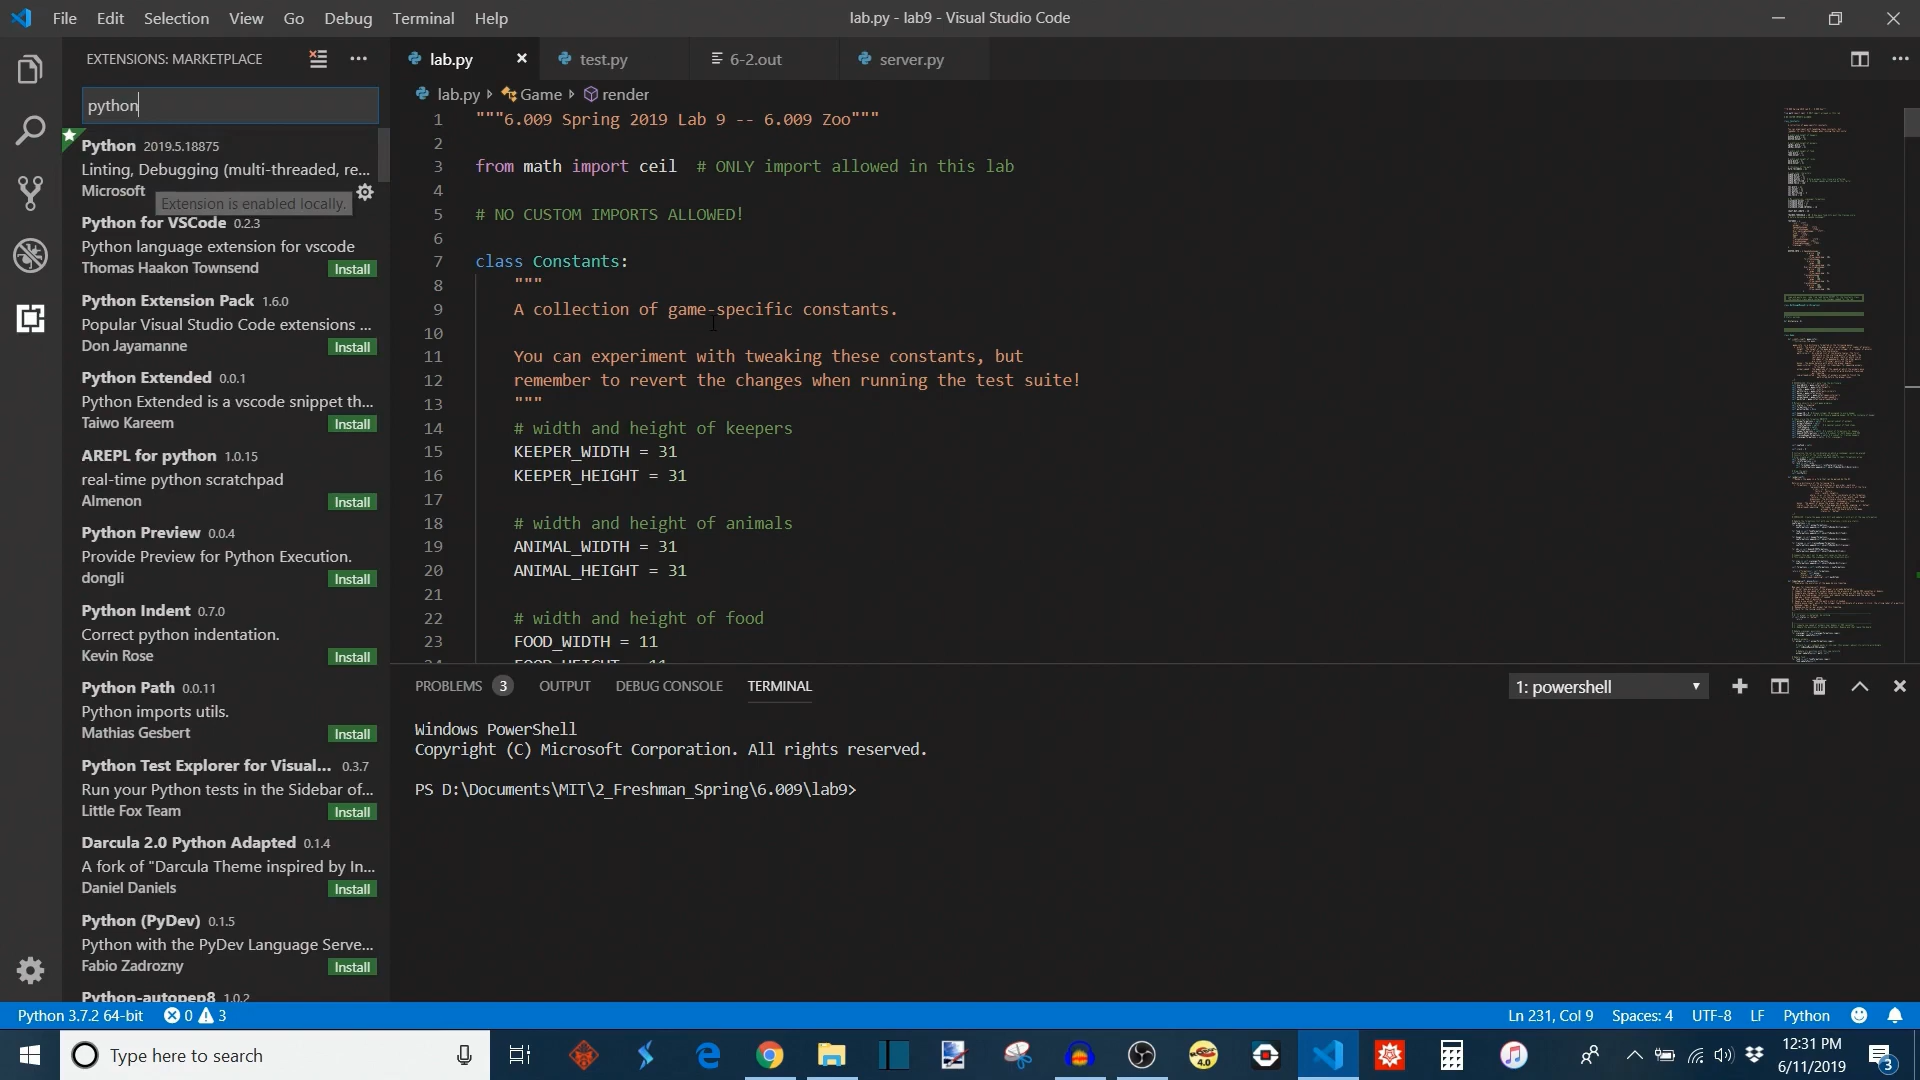 File Edit Selection View Go Debug Terminal Help
lab.py - lab9 - Visual Studio Code
EXTENSIONS: MARKETPLACE
python
Python 2019.5.18875
Linting, Debugging (multi-threaded, re...
Microsoft
Extension is enabled locally.
Python for VSCode 0.2.3
Python language extension for vscode
Thomas Haakon Townsend Install
Python Extension Pack 1.6.0
Popular Visual Studio Code extensions ...
Don Jayamanne Install
Python Extended 0.0.1
Python Extended is a vscode snippet th...
Taiwo Kareem Install
AREPL for python 1.0.15
real-time python scratchpad
Almenon Install
Python Preview 0.0.4
Provide Preview for Python Execution.
dongli Install
Python Indent 0.7.0
Correct python indentation.
Kevin Rose Install
Python Path 0.0.11
Python imports utils.
Mathias Gesbert Install
Python Test Explorer for Visual... 0.3.7
Run your Python tests in the Sidebar of...
Little Fox Team Install
Darcula 2.0 Python Adapted 0.1.4
A fork of "Darcula Theme inspired by In...
Daniel Daniels Install
Python (PyDev) 0.1.5
Python with the PyDev Language Serve...
Fabio Zadrozny Install
Python-autopep8 1.0.2
lab.py test.py 6-2.out server.py
lab.py Game render
1 """6.009 Spring 2019 Lab 9 -- 6.009 Zoo"""
2
3 from math import ceil # ONLY import allowed in this lab
4
5 # NO CUSTOM IMPORTS ALLOWED!
6
7 class Constants:
8 """
9 A collection of game-specific constants.
10
11 You can experiment with tweaking these constants, but
12 remember to revert the changes when running the test suite!
13 """
14 # width and height of keepers
15 KEEPER_WIDTH = 31
16 KEEPER_HEIGHT = 31
17
18 # width and height of animals
19 ANIMAL_WIDTH = 31
20 ANIMAL_HEIGHT = 31
21
22 # width and height of food
23 FOOD_WIDTH = 11
24 FOOD_HEIGHT = 11
PROBLEMS 3 OUTPUT DEBUG CONSOLE TERMINAL
1: powershell
Windows PowerShell
Copyright (C) Microsoft Corporation. All rights reserved.
PS D:\Documents\MIT\2_Freshman_Spring\6.009\lab9>
Python 3.7.2 64-bit 0 3
Ln 231, Col 9 Spaces: 4 UTF-8 LF Python
Type here to search
4.0
12:31 PM
6/11/2019
3